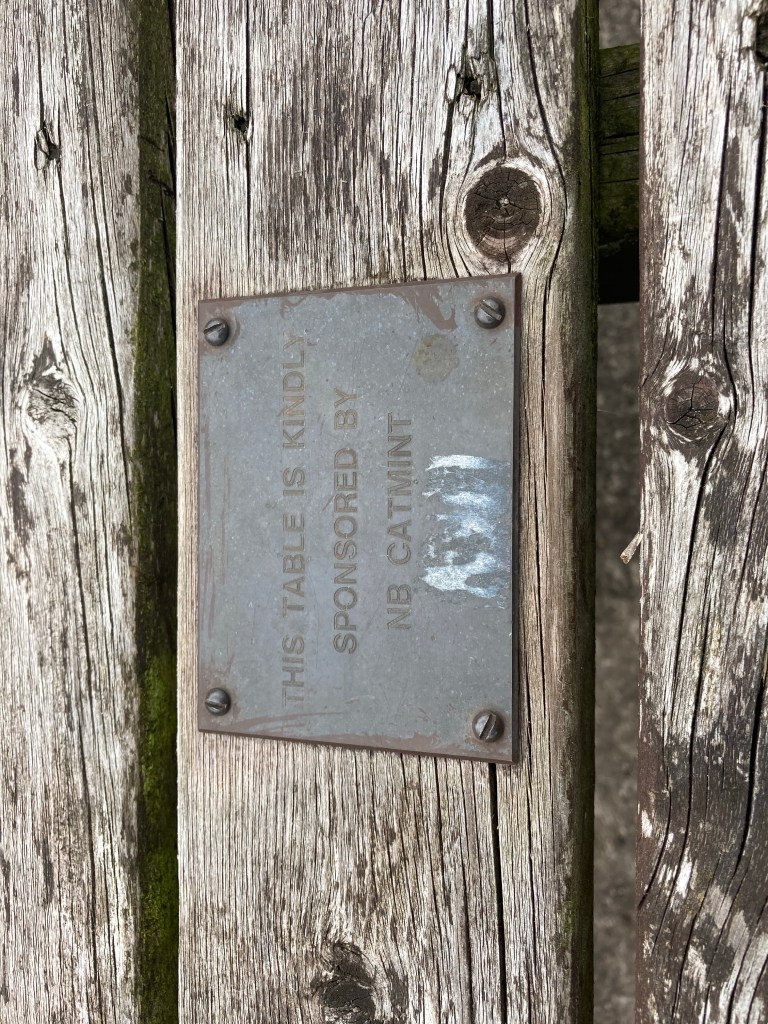 THIS TABLE IS KINDLY
SPONSORED BY
NB CATMINT